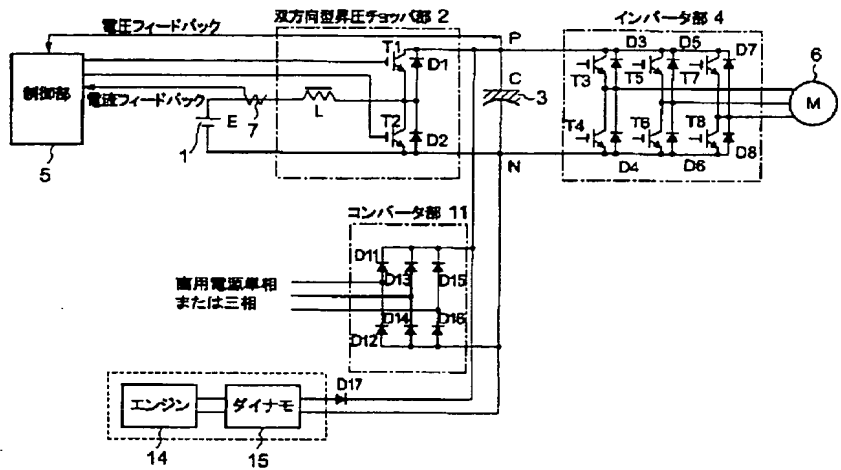 電圧フィードバック
双方向型昇圧チョッパ部 2
インバータ部 4
制御部
5
電流フィードバック
7
E
1
L
T1
D1
T2
D2
P
C
3
N
D3
D5
D7
T3
T5
T7
T4
T6
T8
D4
D6
D8
6
M
コンバータ部 11
D11
D13
D15
D12
D14
D16
商用電源単相
または三相
D17
エンジン
ダイナモ
14
15